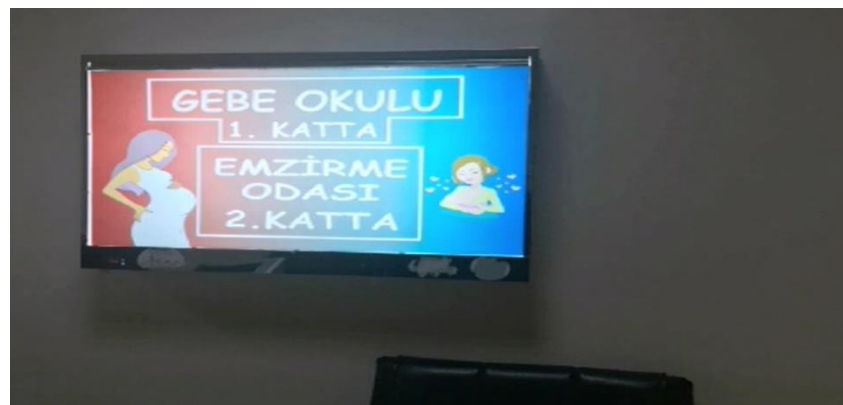 GEBE OKULU
1. KATTA
EMZİRME
ODASI
2.KATTA